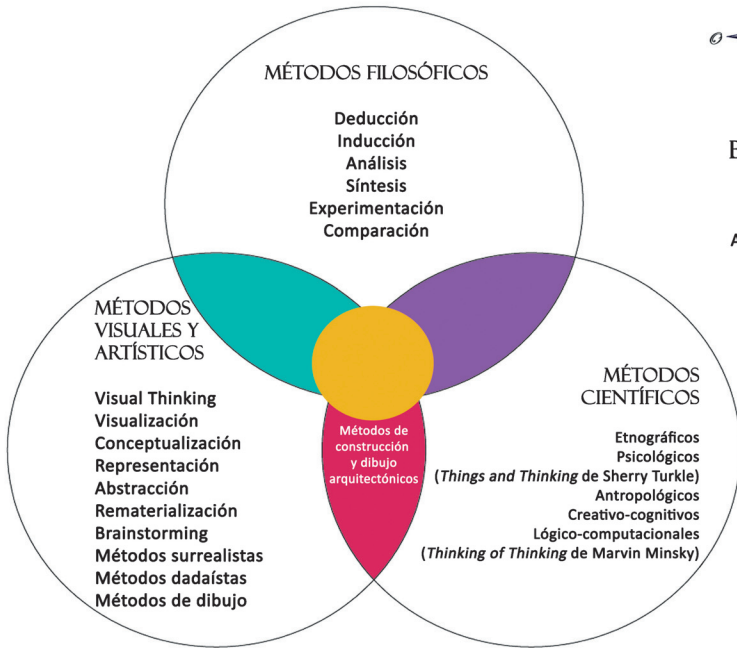 MÉTODOS FILOSÓFICOS
Deducción
Inducción
Análisis
Síntesis
Experimentación
Comparación
MÉTODOS
VISUALES Y
ARTÍSTICOS
Visual Thinking
Visualización
Conceptualización
Representación
Abstracción
Rematerialización
Brainstorming
Métodos surrealistas
Métodos dadaístas
Métodos de dibujo
Métodos de
construcción
y dibujo
arquitectónicos
MÉTODOS
CIENTÍFICOS
Etnográficos
Psicológicos
(Things and Thinking de Sherry Turkle)
Antropológicos
Creativo-cognitivos
Lógico-computacionales
(Thinking of Thinking de Marvin Minsky)